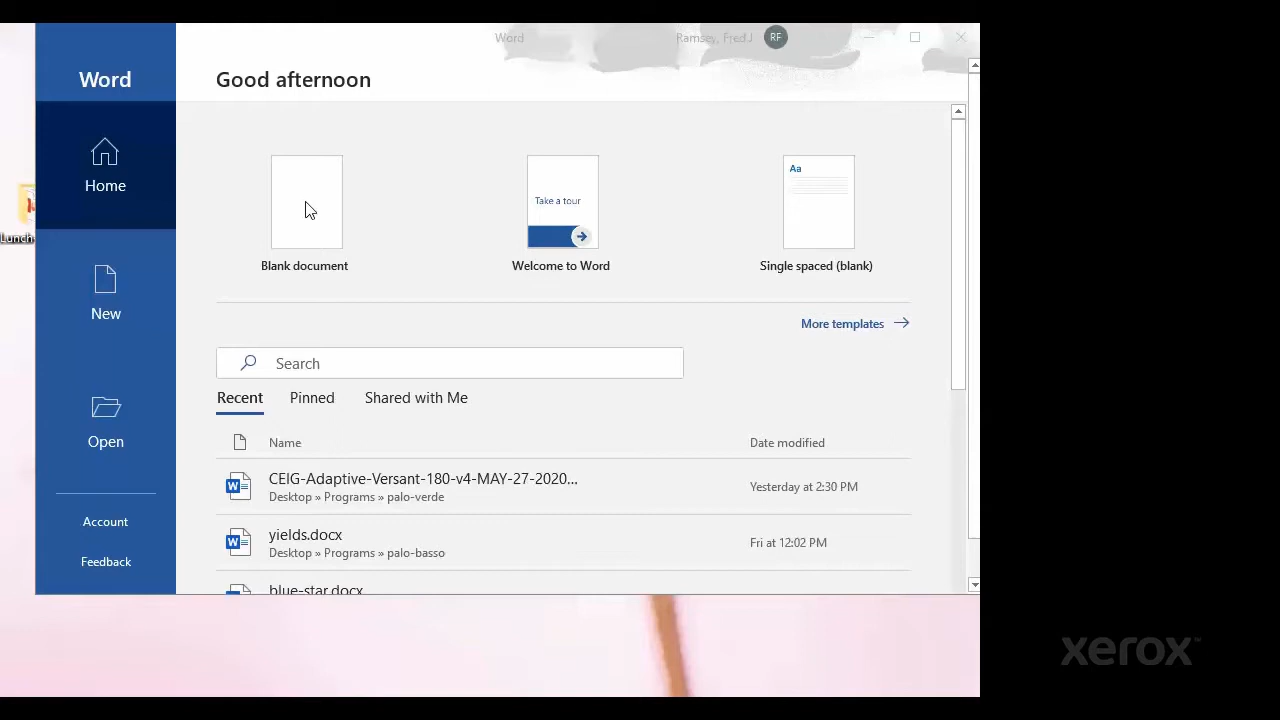 Word
Ramsey, Fred J
RF
Word
Good afternoon
Home
New
Open
Account
Feedback
Lunch
Take a tour
Aa
Blank document
Welcome to Word
Single spaced (blank)
More templates
Search
Recent
Pinned
Shared with Me
Name
Date modified
CEIG-Adaptive-Versant-180-v4-MAY-27-2020...
Desktop » Programs » palo-verde
Yesterday at 2:30 PM
yields.docx
Desktop » Programs » palo-basso
Fri at 12:02 PM
blue-star.docx
xerox™